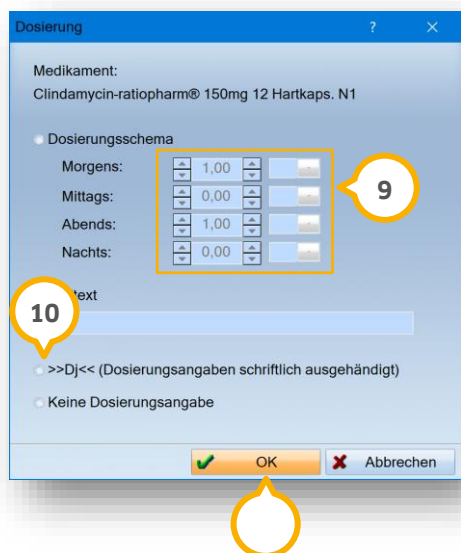 Dosierung ? ×
Medikament:
Clindamycin-ratiopharm® 150mg 12 Hartkaps. N1
Dosierungsschema
Morgens: 1,00
Mittags: 0,00
Abends: 1,00
Nachts: 0,00
9
text
10
>>Dj<< (Dosierungsangaben schriftlich ausgehändigt)
Keine Dosierungsangabe
OK Abbrechen